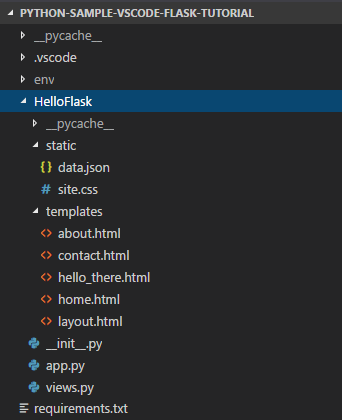 PYTHON-SAMPLE-VSCODE-FLASK-TUTORIAL
__pycache__
.vscode
env
HelloFlask
__pycache__
static
{} data.json
# site.css
templates
<> about.html
<> contact.html
<> hello_there.html
<> home.html
<> layout.html
__init__.py
app.py
views.py
requirements.txt